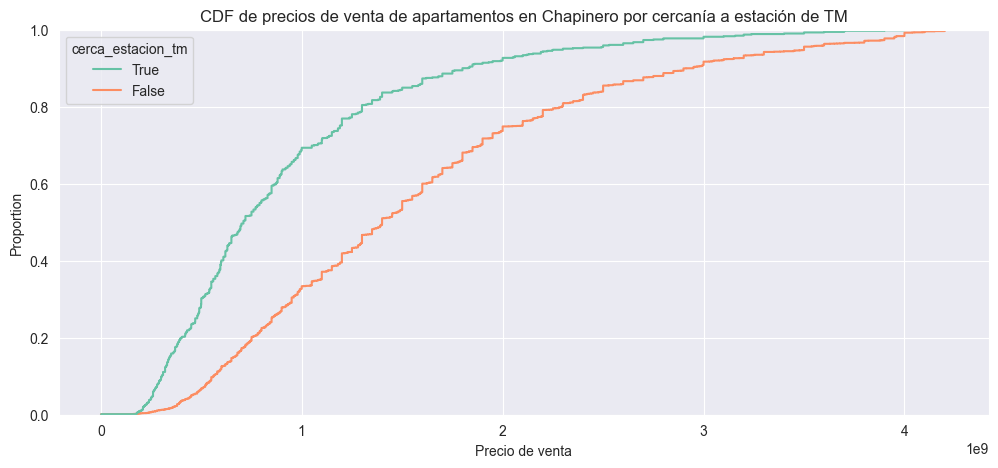 CDF de precios de venta de apartamentos en Chapinero por cercanía a estación de TM
cerca_estacion_tm
True
False
1.0
0.8
0.6
0.4
0.2
0.0
Proportion
0
1
2
3
4
1e9
Precio de venta